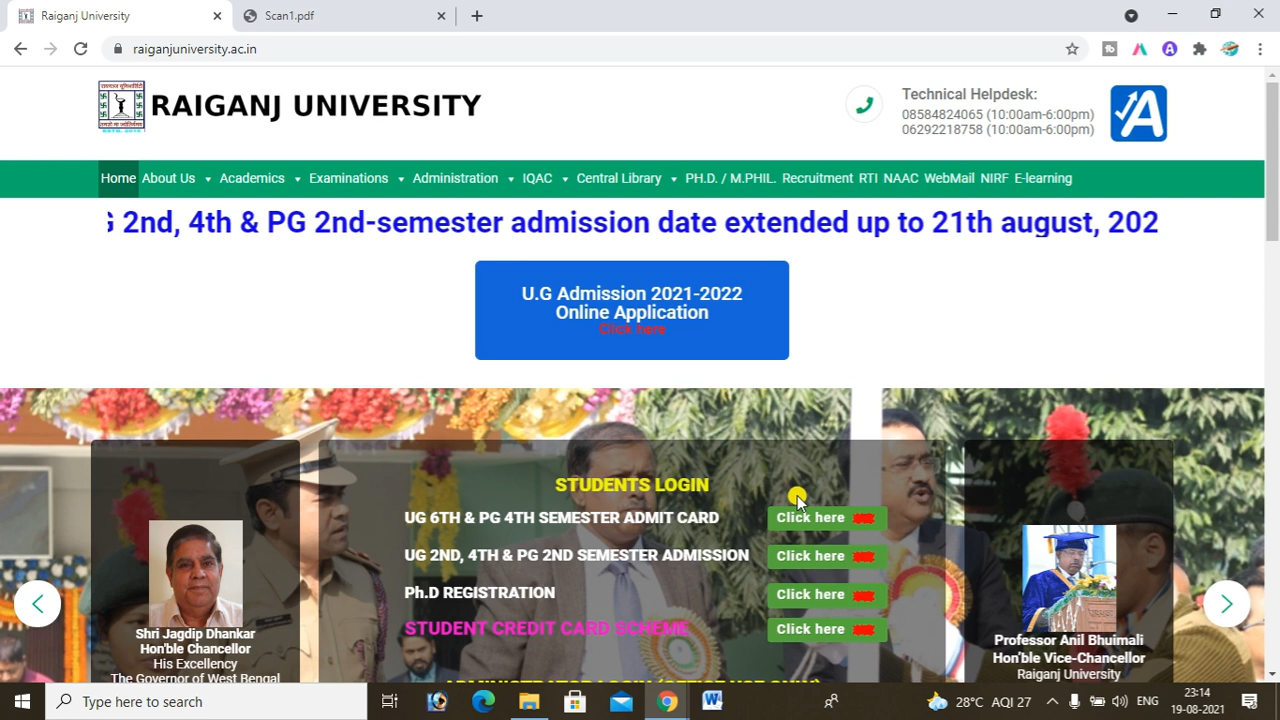 Raiganj University
Scan1.pdf
raiganjuniversity.ac.in
RAIGANJ UNIVERSITY
Technical Helpdesk:
08584824065 (10:00am-6:00pm)
06292218758 (10:00am-6:00pm)
Home About Us Academics Examinations Administration IQAC Central Library PH.D. / M.PHIL. Recruitment RTI NAAC WebMail NIRF E-learning
2nd, 4th & PG 2nd-semester admission date extended up to 21th august, 202
U.G Admission 2021-2022
Online Application
Click here
STUDENTS LOGIN
UG 6TH & PG 4TH SEMESTER ADMIT CARD Click here
UG 2ND, 4TH & PG 2ND SEMESTER ADMISSION Click here
Ph.D REGISTRATION Click here
STUDENT CREDIT CARD SCHEME Click here
ADMINISTRATOR LOGIN (OFFICE USE ONLY)
Shri Jagdip Dhankar
Hon'ble Chancellor
His Excellency
The Governor of West Bengal
Professor Anil Bhuimali
Hon'ble Vice-Chancellor
Raiganj University
Type here to search
28°C AQI 27
ENG
23:14
19-08-2021